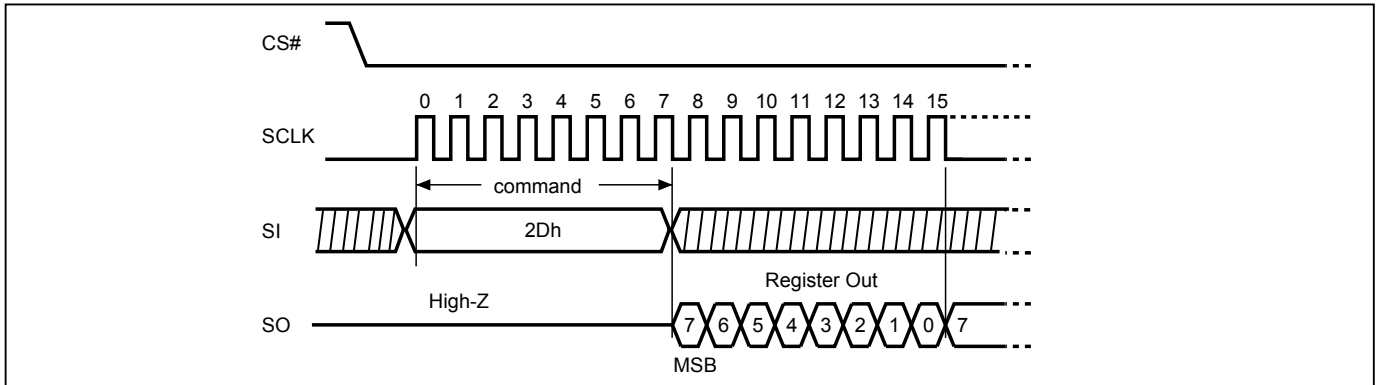 CS#
0 1 2 3 4 5 6 7 8 9 10 11 12 13 14 15
SCLK
command
SI
2Dh
Register Out
High-Z
SO
7 6 5 4 3 2 1 0 7
MSB